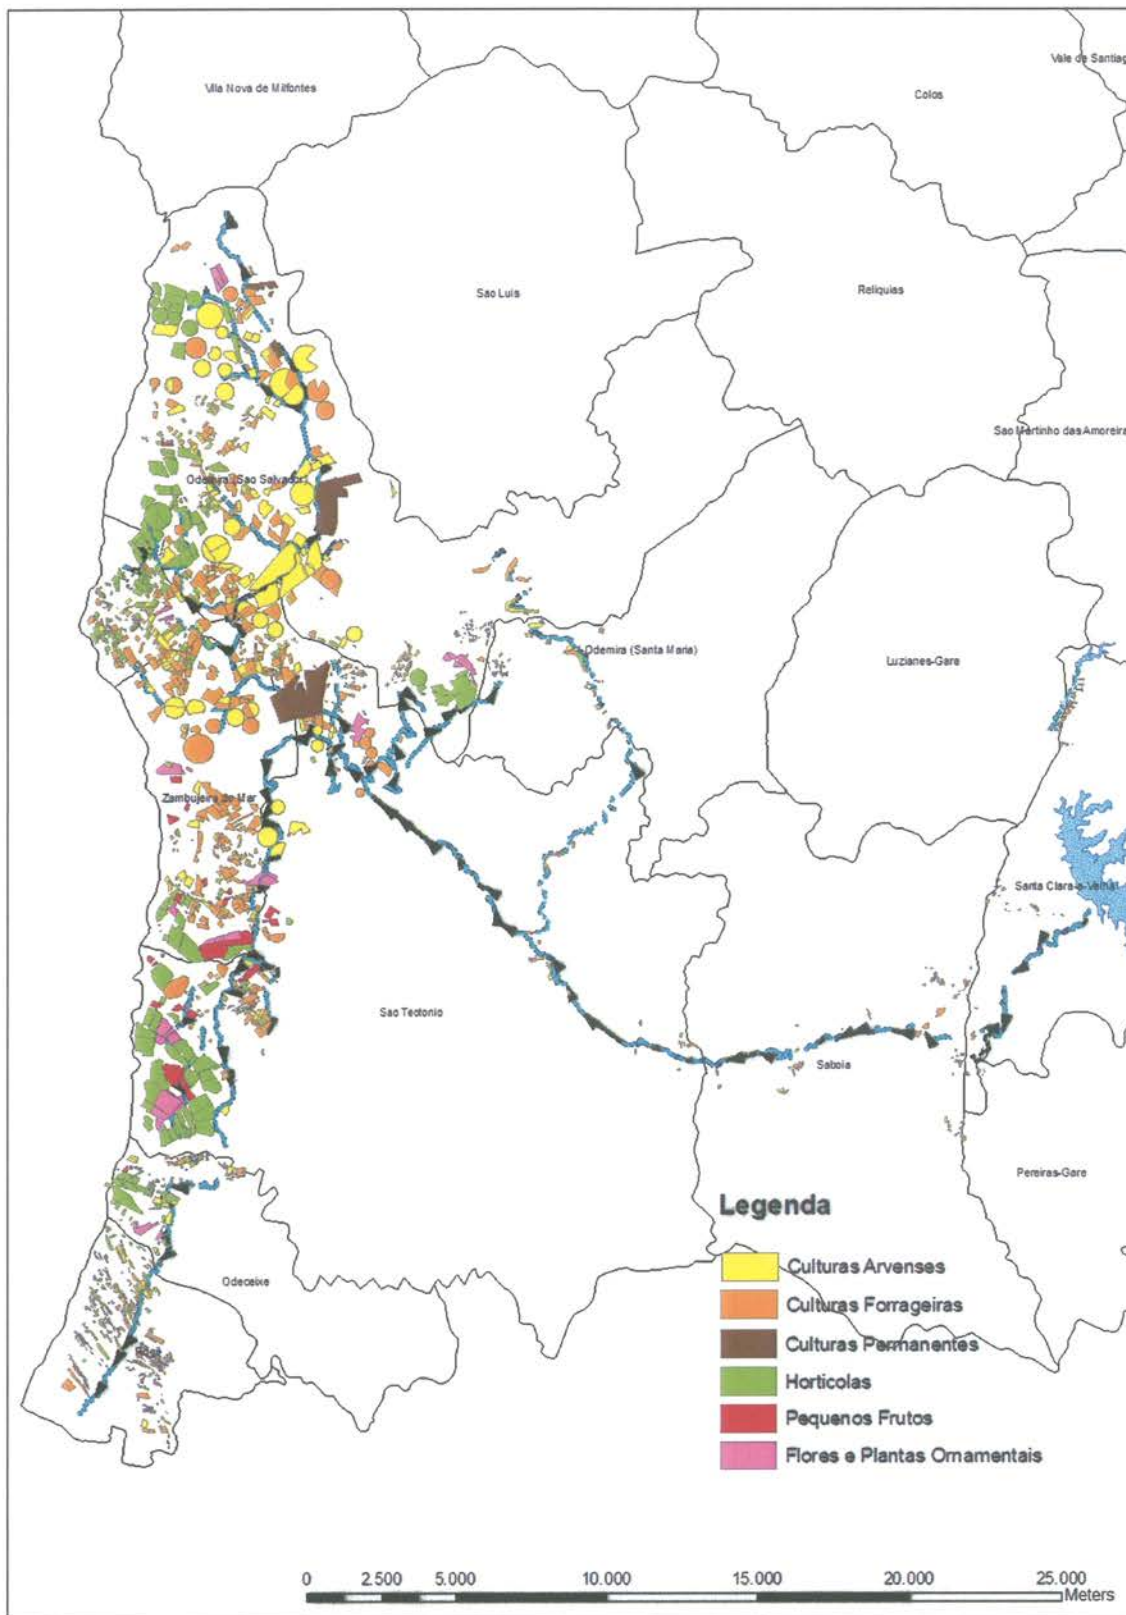 Vale de Santiag
Vila Nova de Milfontes
Colos
Sao Luis
Reliquias
Sao Martinho das Amoreira
Odemira (Sao Salvador)
Odemira (Santa Maria)
Luzianes-Gare
Zambujeira do Mar
Santa Clara-a-Velha
Sao Teotonio
Saboia
Pereiras-Gare
Legenda
Culturas Arvenses
Odeceixe
Culturas Forrageiras
Culturas Permanentes
Horticolas
Pequenos Frutos
Flores e Plantas Ornamentais
0 2.500 5.000 10.000 15.000 20.000 25.000
Meters